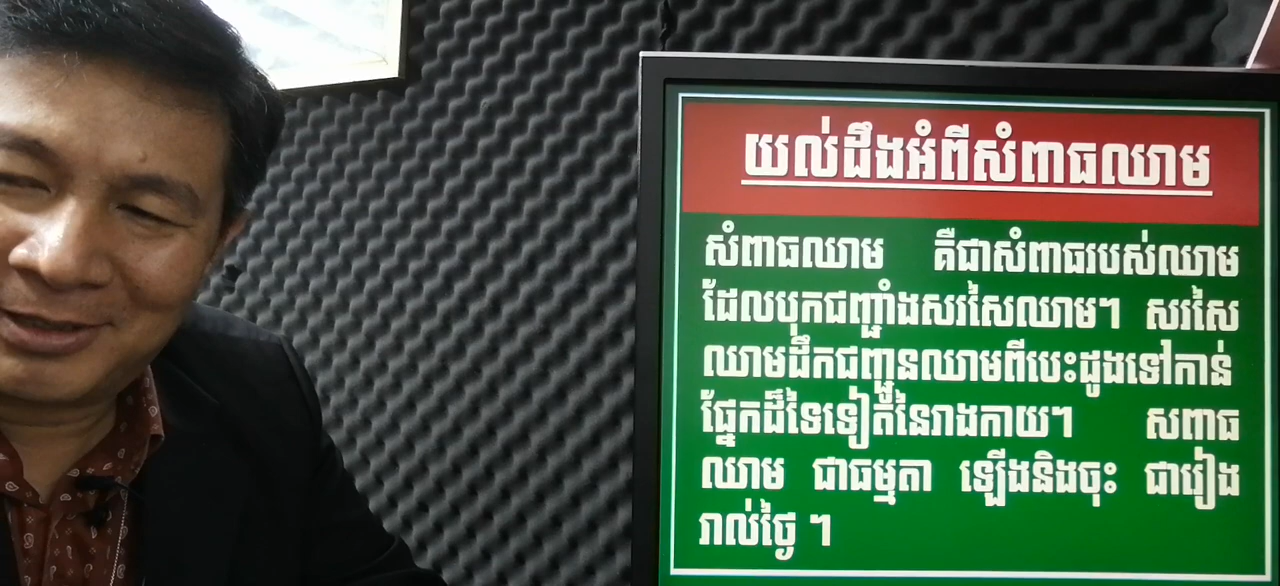 យល់ដឹងអំពីសំពាធឈាម
សំពាធឈាម គឺជាសំពាធរបស់ឈាម
ដែលបុកជញ្ជាំងសរសៃឈាម។ សរសៃ
ឈាមដឹកជញ្ជូនឈាមពីបេះដូងទៅកាន់
ផ្នែកដ៏ទៃទៀតនៃរាងកាយ។ សពាធ
ឈាម ជាធម្មតា ឡើងនិងចុះ ជារៀង
រាល់ថ្ងៃ ។